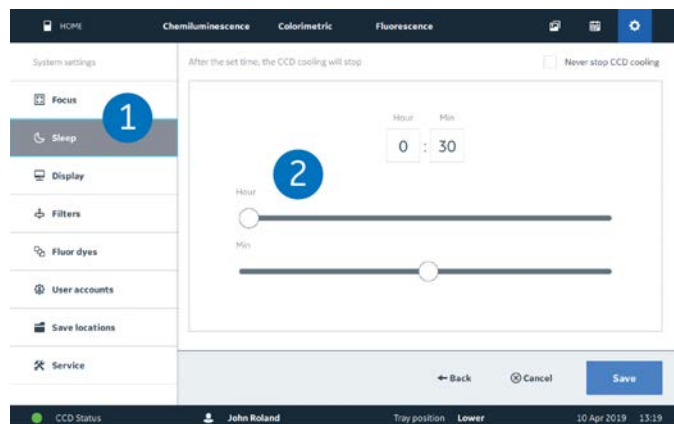 HOME Chemiluminescence Colorimetric Fluorescence
System settings
After the set time, the CCD cooling will stop
Never stop CCD cooling
Focus
1
Sleep
Display
Filters
Fluor dyes
User accounts
Save locations
Service
Hour Min
0 : 30
2
Hour
Min
Back Cancel Save
CCD Status John Roland Tray position Lower 10 Apr 2019 13:19